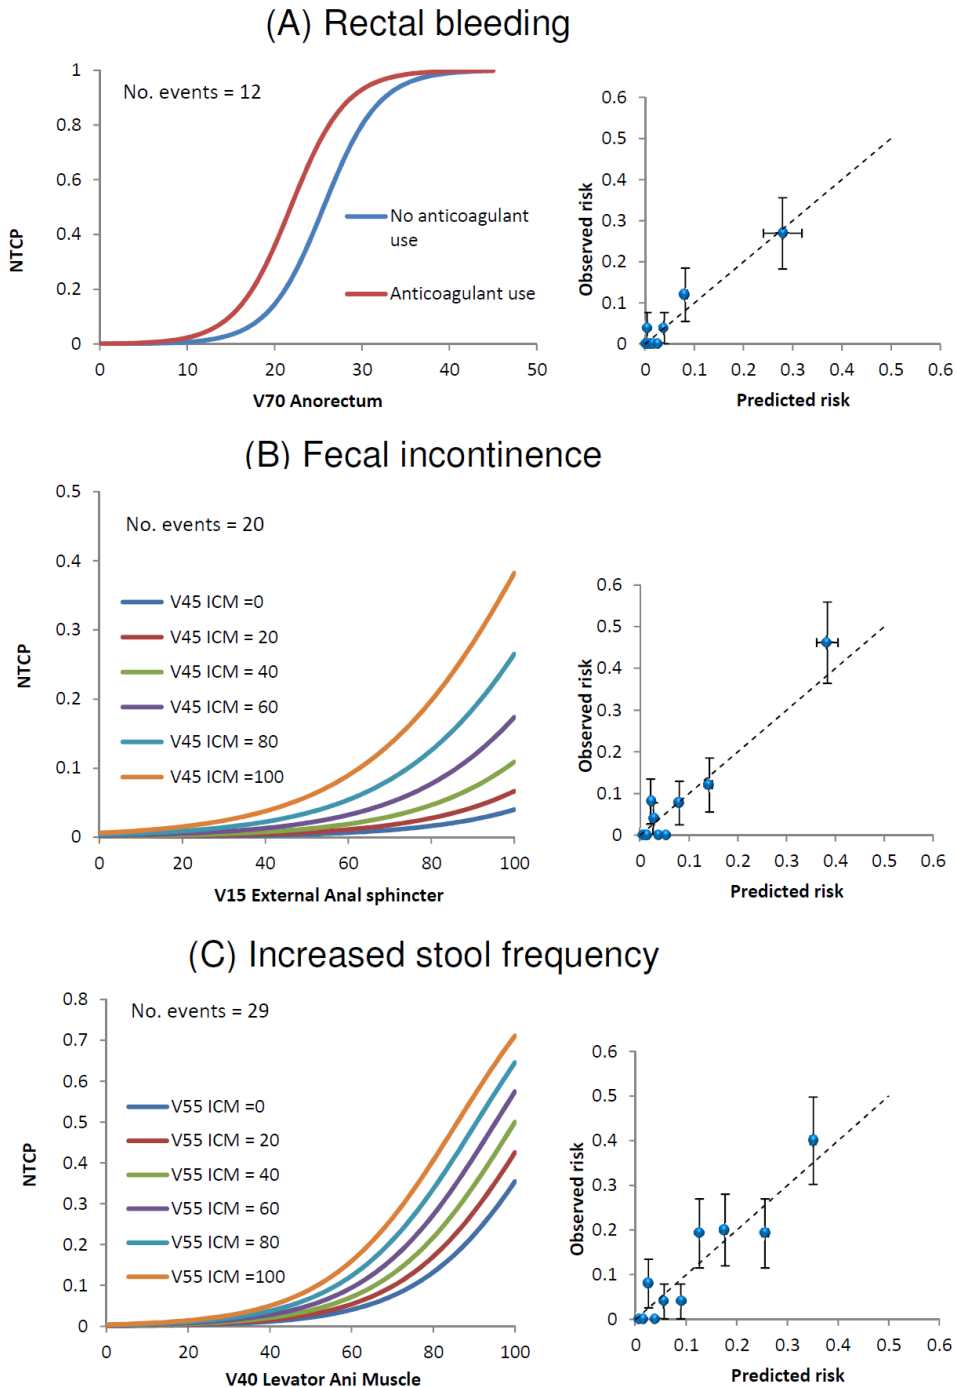 (A) Rectal bleeding
1
0.8
0.6
0.4
0.2
0
NTCP
No. events = 12
No anticoagulant
use
Anticoagulant use
0
10
20
30
40
50
V70 Anorectum
0.6
0.5
0.4
0.3
0.2
0.1
0
Observed risk
0
0.1
0.2
0.3
0.4
0.5
0.6
Predicted risk
(B) Fecal incontinence
0.5
0.4
0.3
0.2
0.1
0
NTCP
No. events = 20
V45 ICM =0
V45 ICM = 20
V45 ICM = 40
V45 ICM = 60
V45 ICM = 80
V45 ICM =100
0
20
40
60
80
100
V15 External Anal sphincter
0.6
0.5
0.4
0.3
0.2
0.1
0
Observed risk
0
0.1
0.2
0.3
0.4
0.5
0.6
Predicted risk
(C) Increased stool frequency
0.8
0.7
0.6
0.5
0.4
0.3
0.2
0.1
0
NTCP
No. events = 29
V55 ICM =0
V55 ICM = 20
V55 ICM = 40
V55 ICM = 60
V55 ICM = 80
V55 ICM =100
0
20
40
60
80
100
V40 Levator Ani Muscle
0.6
0.5
0.4
0.3
0.2
0.1
0
Observed risk
0
0.1
0.2
0.3
0.4
0.5
0.6
Predicted risk